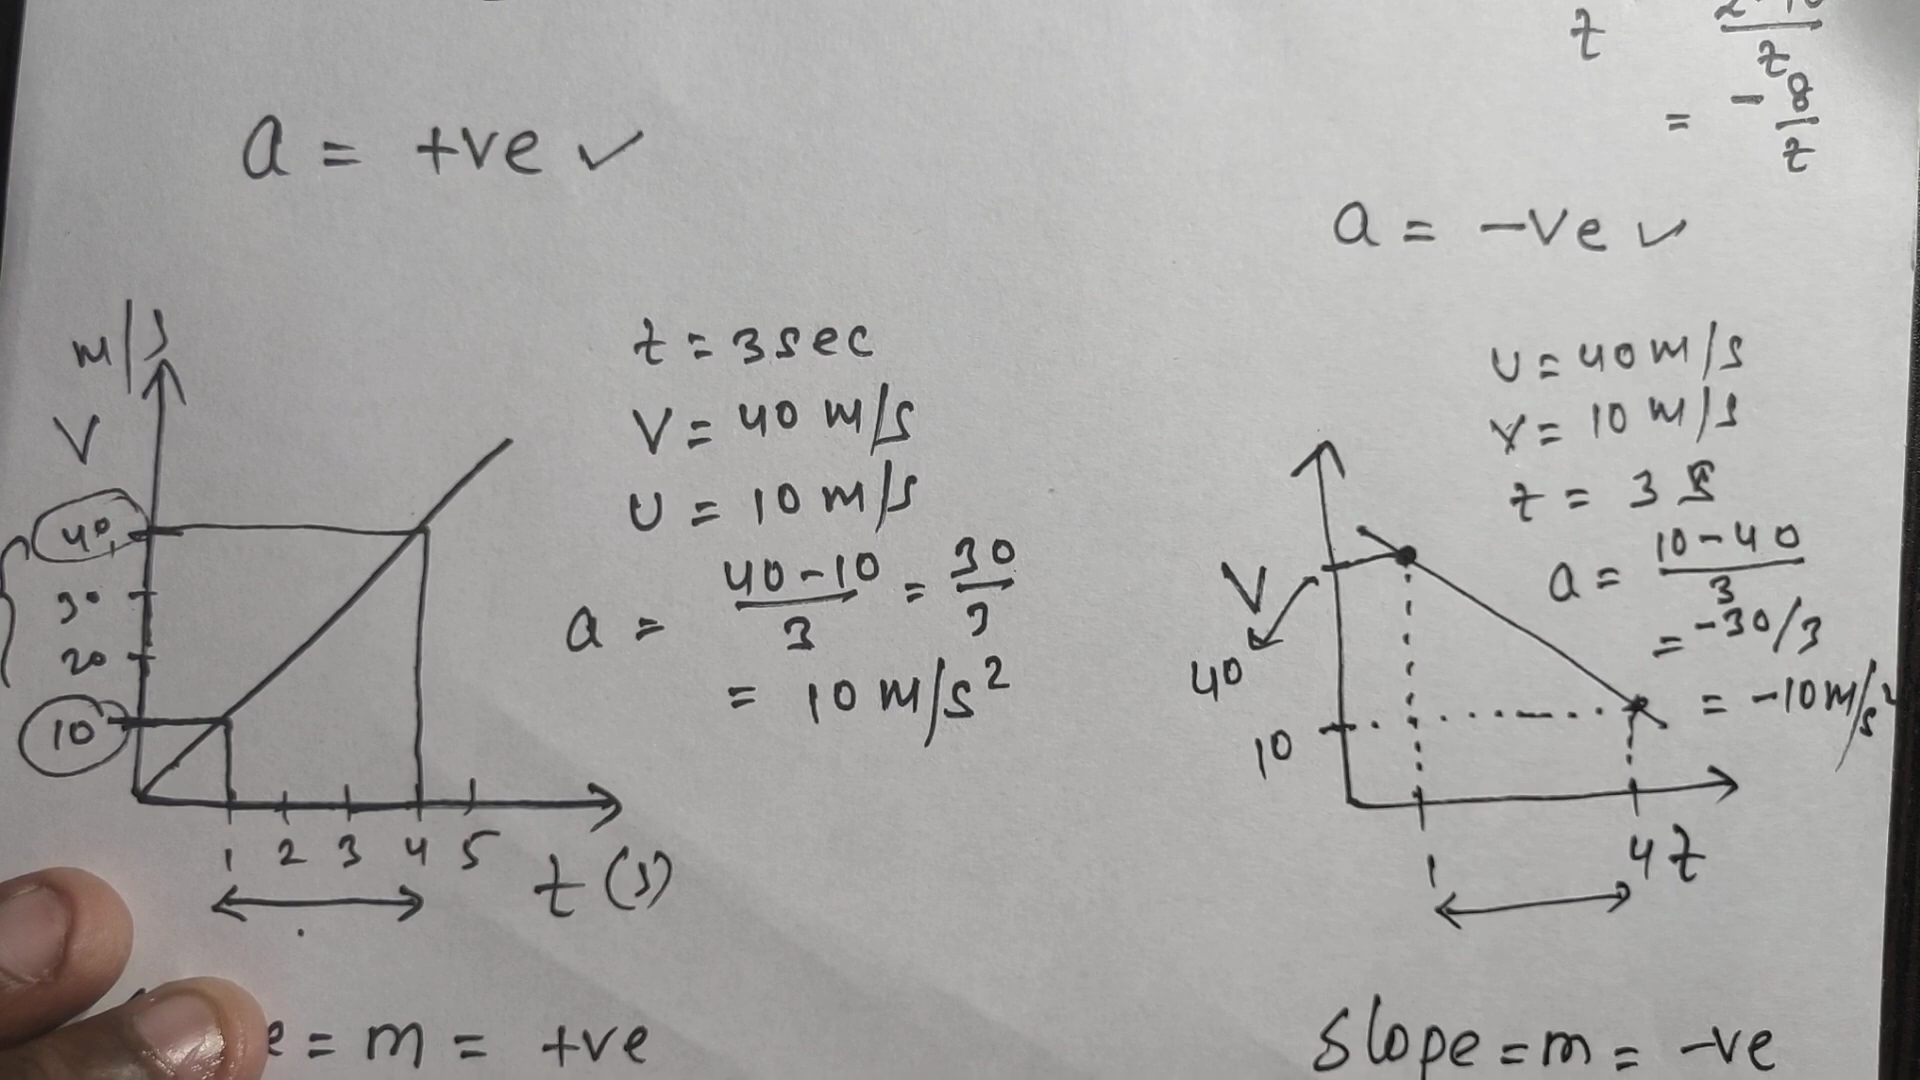 a = +ve ✓
m/s
V
40
30
20
10
1 2 3 4 5 t (s)
t = 3 sec
V = 40 m/s
U = 10 m/s
a = (40-10)/3 = 30/3
= 10 m/s²
= m = +ve
t
= -8/t
a = -ve ✓
U = 40 m/s
V = 10 m/s
t = 3 s
a = (10-40)/3
= -30/3
= -10 m/s²
V
40
10
1 4 t
Slope = m = -ve